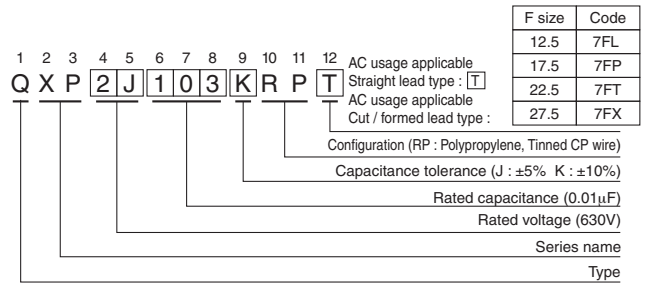 F size Code
12.5 7FL
17.5 7FP
22.5 7FT
27.5 7FX
1 2 3 4 5 6 7 8 9 10 11 12
Q X P 2 J 1 0 3 K R P T
AC usage applicable
Straight lead type : T
AC usage applicable
Cut / formed lead type :
Configuration (RP : Polypropylene, Tinned CP wire)
Capacitance tolerance (J : ±5% K : ±10%)
Rated capacitance (0.01µF)
Rated voltage (630V)
Series name
Type